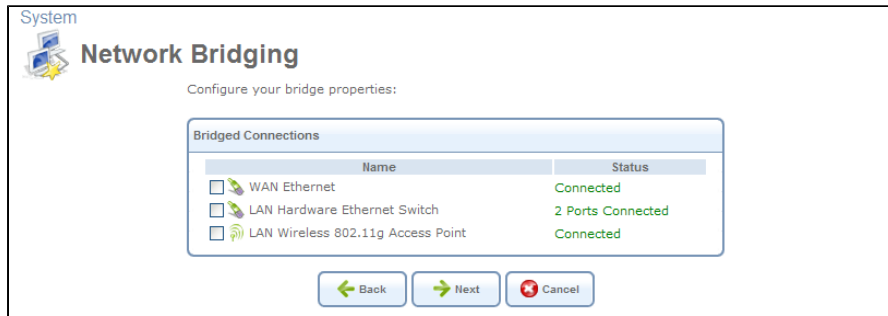 System
Network Bridging
Configure your bridge properties:
Bridged Connections
Name Status
WAN Ethernet Connected
LAN Hardware Ethernet Switch 2 Ports Connected
LAN Wireless 802.11g Access Point Connected
Back Next Cancel